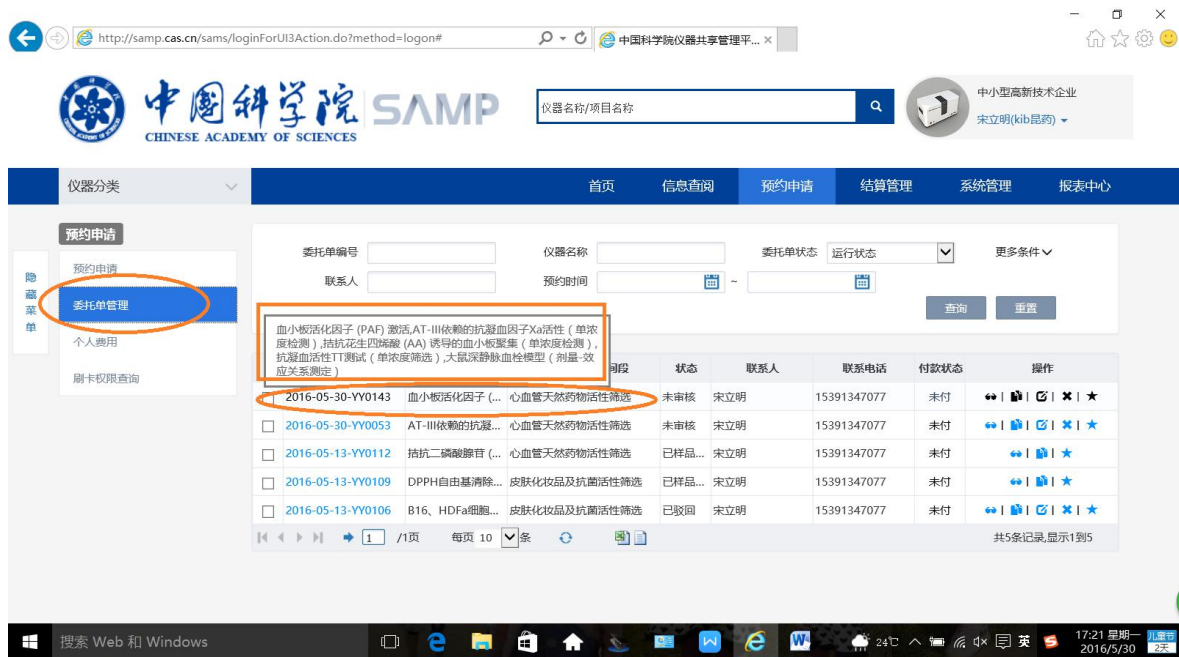 http://samp.cas.cn/sams/loginForUI3Action.do?method=logon#
中国科学院仪器共享管理平... ×
中国科学院
CHINESE ACADEMY OF SCIENCES
SAMP
仪器名称/项目名称
中小型高新技术企业
宋立明(kib昆药)
仪器分类
首页 信息查阅 预约申请 结算管理 系统管理 报表中心
隐藏菜单
预约申请
预约申请
委托单管理
个人费用
刷卡权限查询
委托单编号 仪器名称 委托单状态 运行状态 更多条件
联系人 预约时间 ~
查询 重置
血小板活化因子 (PAF) 激活,AT-III依赖的抗凝血因子Xa活性 ( 单浓
度检测 ) ,拮抗花生四烯酸 (AA) 诱导的血小板聚集 ( 单浓度检测 ) ,
抗凝血活性TT测试 ( 单浓度筛选 ) ,大鼠深静脉血栓模型 ( 剂量-效
应关系测定 )
间段 状态 联系人 联系电话 付款状态 操作
2016-05-30-YY0143 血小板活化因子 (... 心血管天然药物活性筛选 未审核 宋立明 15391347077 未付
2016-05-30-YY0053 AT-III依赖的抗凝... 心血管天然药物活性筛选 未审核 宋立明 15391347077 未付
2016-05-13-YY0112 拮抗二磷酸腺苷 (... 心血管天然药物活性筛选 已样品... 宋立明 15391347077 未付
2016-05-13-YY0109 DPPH自由基清除... 皮肤化妆品及抗菌活性筛选 已样品... 宋立明 15391347077 未付
2016-05-13-YY0106 B16、HDFa细胞... 皮肤化妆品及抗菌活性筛选 已驳回 宋立明 15391347077 未付
1 /1页 每页 10 条 共5条记录,显示1到5
搜索 Web 和 Windows
24℃ 英 17:21 星期一
2016/5/30
儿童节
2天